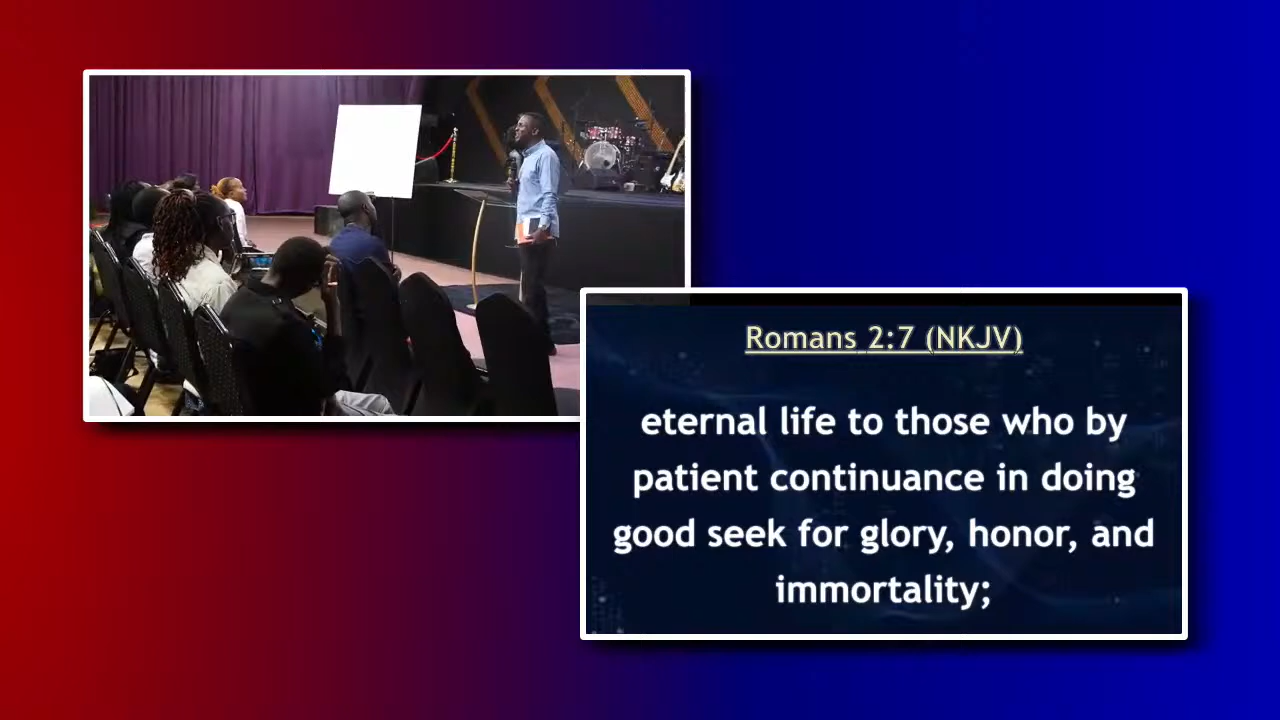 Romans 2:7 (NKJV)
eternal life to those who by
patient continuance in doing
good seek for glory, honor, and
immortality;